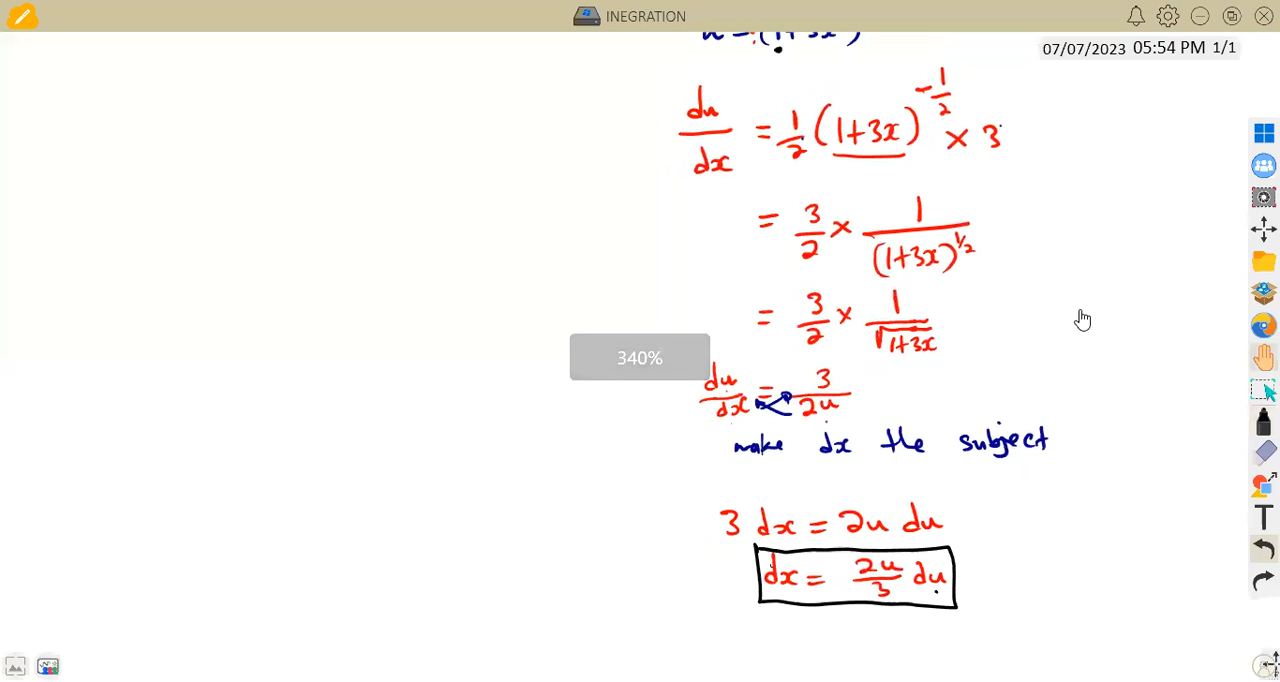 INEGRATION
07/07/2023 05:54 PM 1/1
du/dx = 1/2 (1+3x)^-1/2 × 3
= 3/2 × 1/(1+3x)^1/2
= 3/2 × 1/√1+3x
340%
du/dx = 3/2u
make dx the subject
3 dx = 2u du
dx = 2u/3 du
T